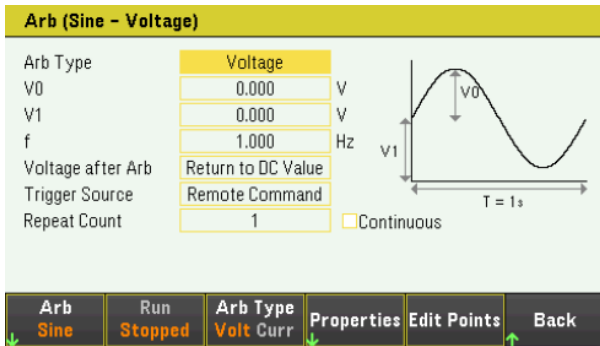 Arb (Sine - Voltage)
Arb Type Voltage
V0 0.000 V
V1 0.000 V
f 1.000 Hz
Voltage after Arb Return to DC Value
Trigger Source Remote Command
Repeat Count 1 Continuous
V0
V1
T = 1s
Arb Run Arb Type Properties Edit Points Back
Sine Stopped Volt Curr